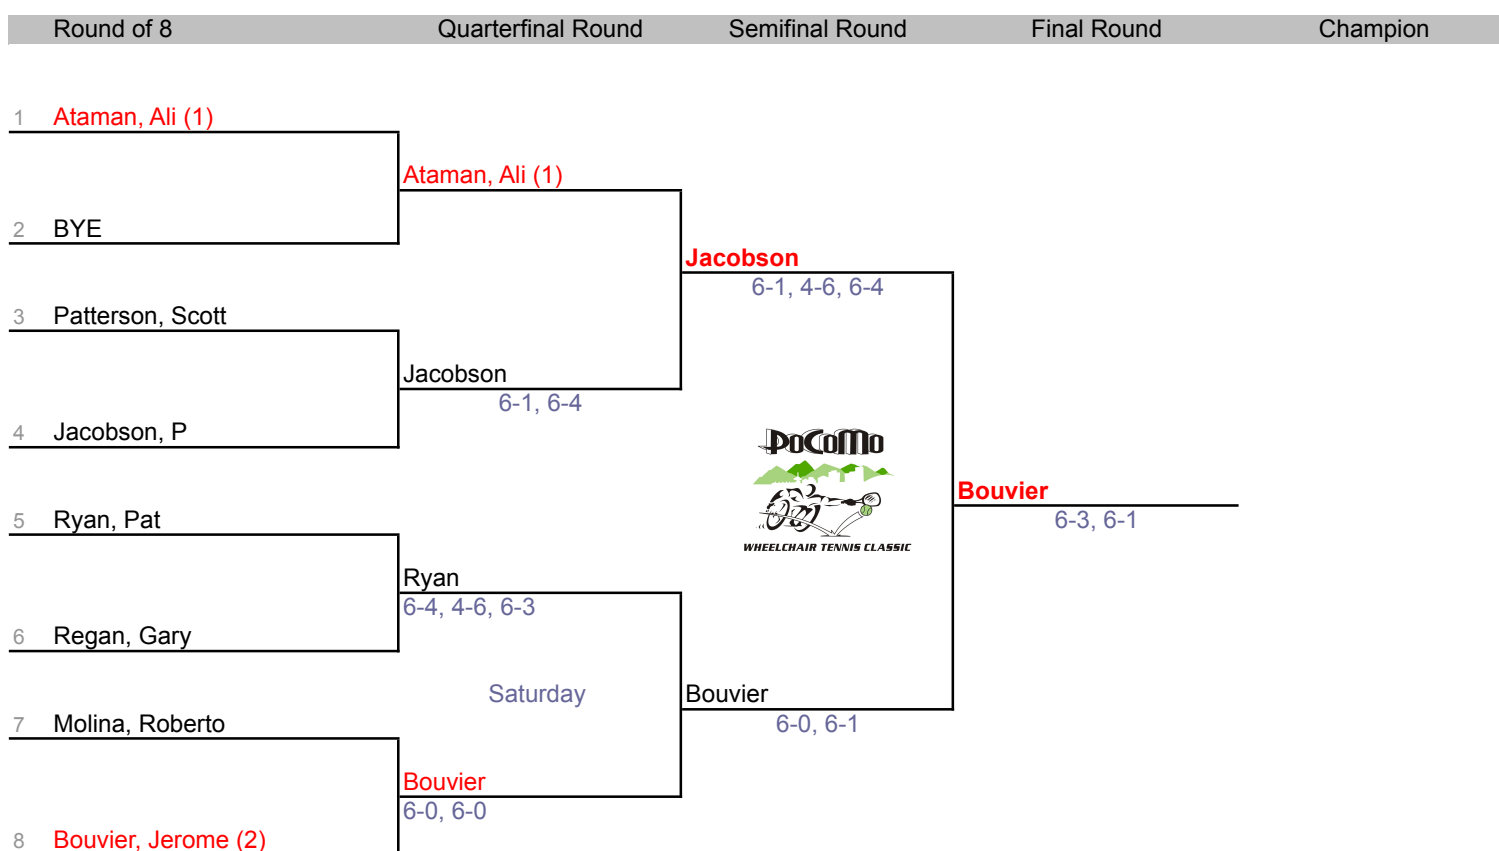 Round of 8 Quarterfinal Round Semifinal Round Final Round Champion
1 Ataman, Ali (1)
Ataman, Ali (1)
2 BYE
Jacobson
6-1, 4-6, 6-4
3 Patterson, Scott
Jacobson
6-1, 6-4
4 Jacobson, P
PoCoMo
WHEELCHAIR TENNIS CLASSIC
Bouvier
6-3, 6-1
5 Ryan, Pat
Ryan
6-4, 4-6, 6-3
6 Regan, Gary
Saturday
Bouvier
6-0, 6-1
7 Molina, Roberto
Bouvier
6-0, 6-0
8 Bouvier, Jerome (2)